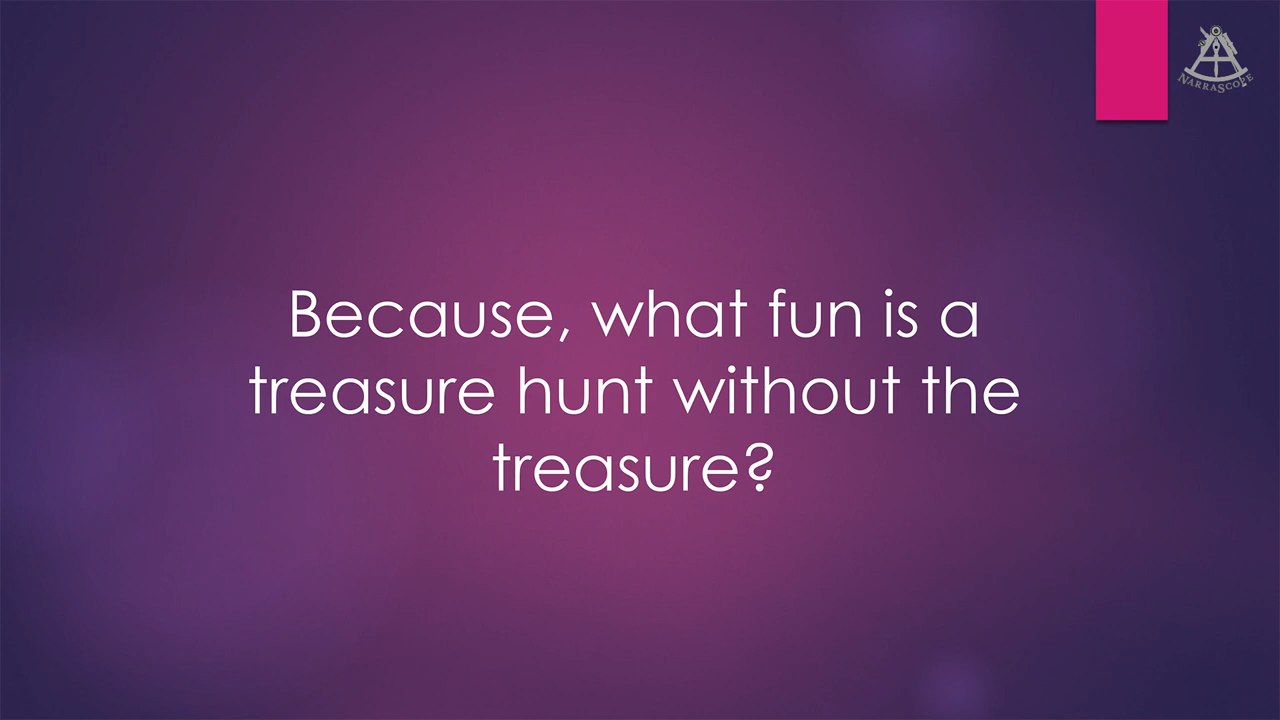 NARRASCOPE
Because, what fun is a
treasure hunt without the
treasure?